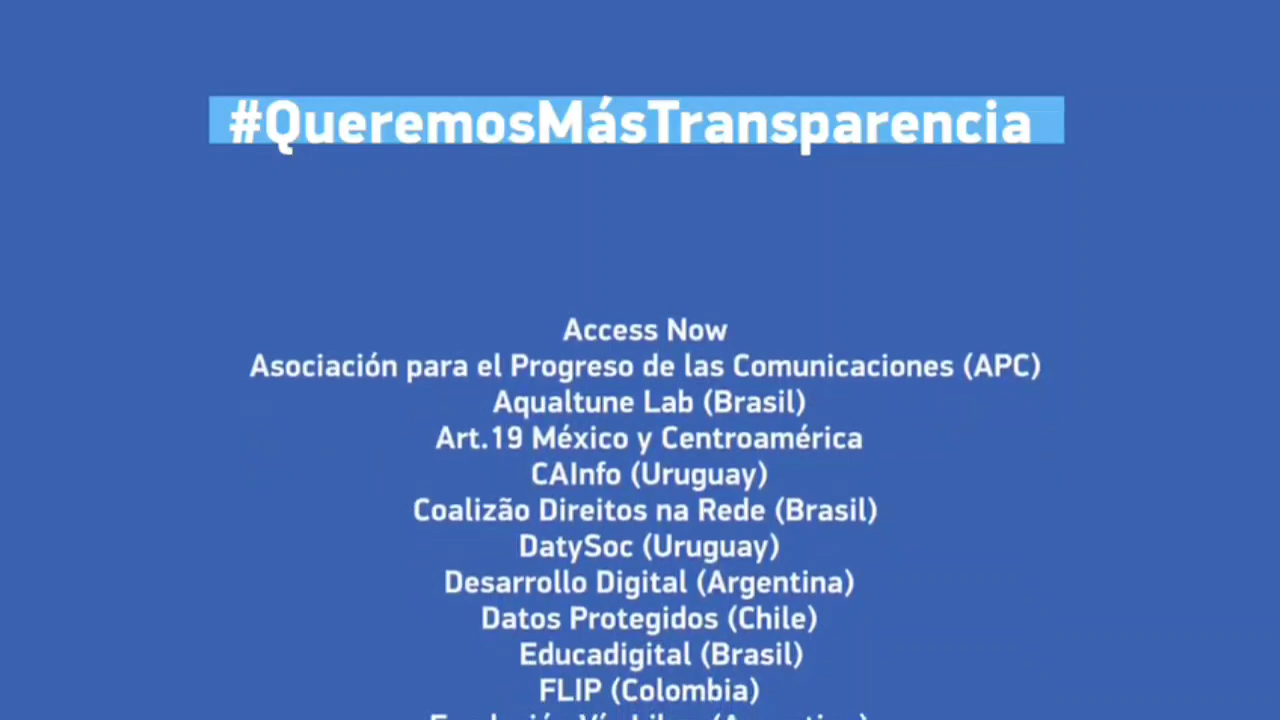 #QueremosMásTransparencia
Access Now
Asociación para el Progreso de las Comunicaciones (APC)
Aqualtune Lab (Brasil)
Art.19 México y Centroamérica
CAInfo (Uruguay)
Coalizão Direitos na Rede (Brasil)
DatySoc (Uruguay)
Desarrollo Digital (Argentina)
Datos Protegidos (Chile)
Educadigital (Brasil)
FLIP (Colombia)